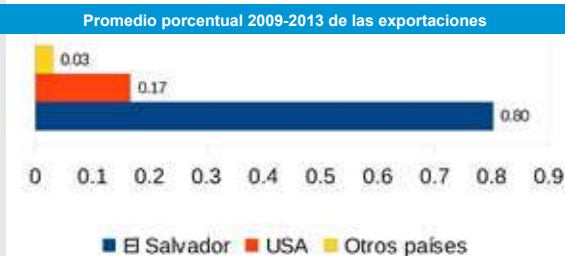 Promedio porcentual 2009-2013 de las exportaciones
0.03
0.17
0.80
0 0.1 0.2 0.3 0.4 0.5 0.6 0.7 0.8 0.9
El Salvador USA Otros países